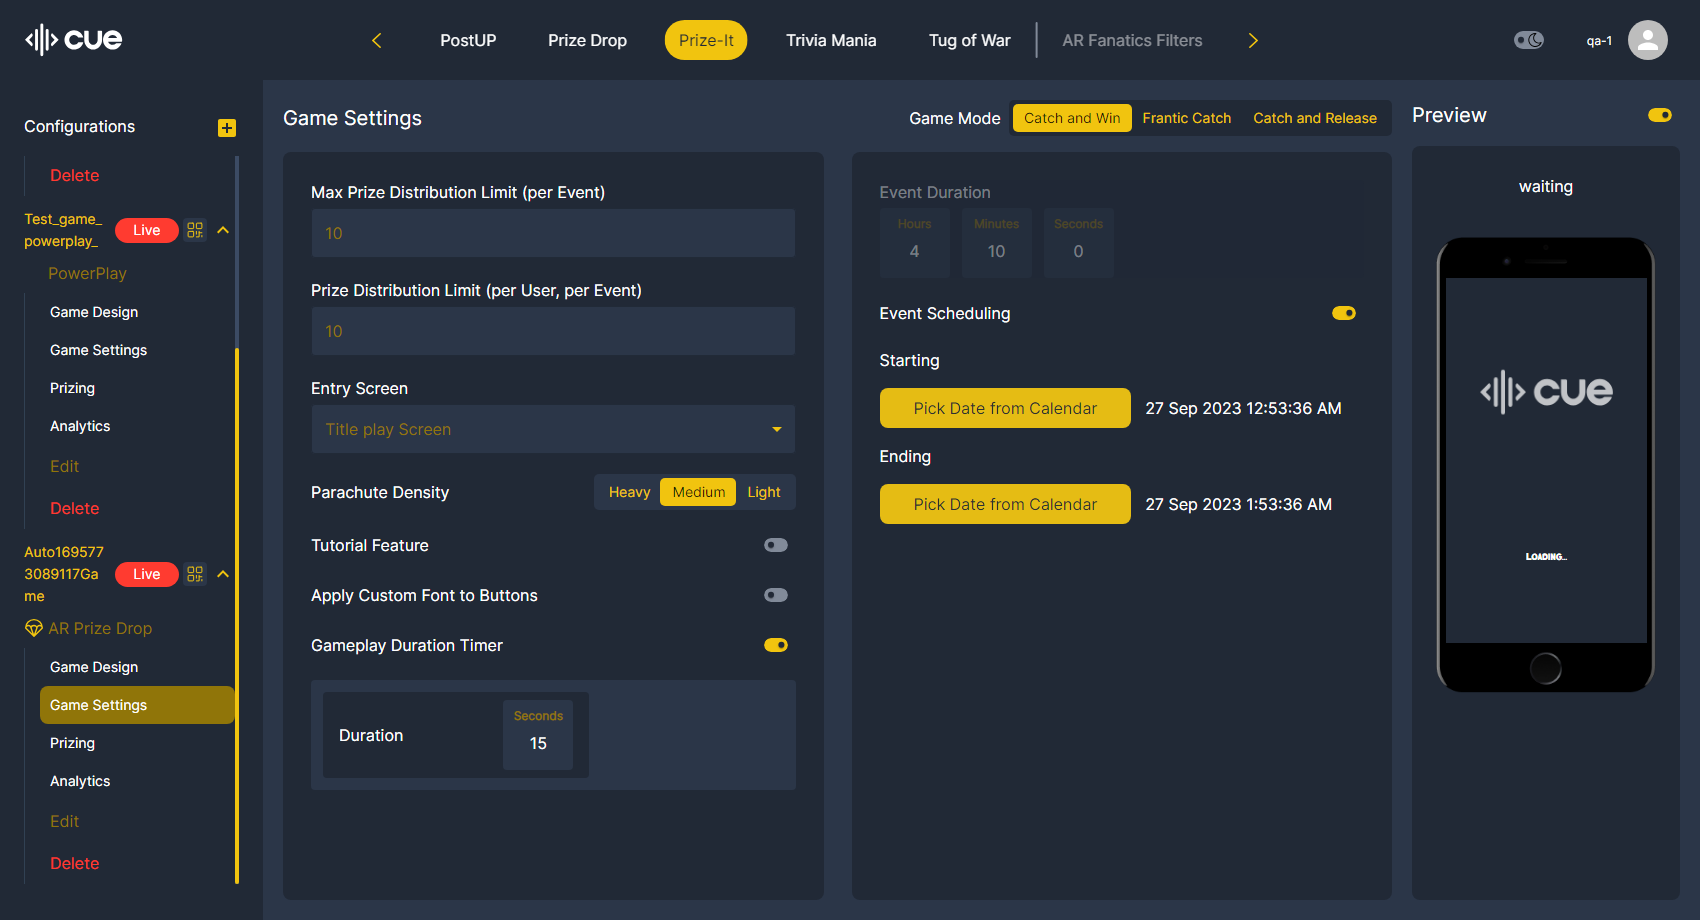 cue
PostUP
Prize Drop
Prize-It
Trivia Mania
Tug of War
AR Fanatics Filters
qa-1
Configurations
Delete
Test_game_
powerplay_
Live
PowerPlay
Game Design
Game Settings
Prizing
Analytics
Edit
Delete
Auto169577
3089117Ga
me
Live
AR Prize Drop
Game Design
Game Settings
Prizing
Analytics
Edit
Delete
Game Settings
Game Mode
Catch and Win
Frantic Catch
Catch and Release
Max Prize Distribution Limit (per Event)
10
Prize Distribution Limit (per User, per Event)
10
Entry Screen
Title play Screen
Parachute Density
Heavy
Medium
Light
Tutorial Feature
Apply Custom Font to Buttons
Gameplay Duration Timer
Duration
Seconds
15
Event Duration
Hours
4
Minutes
10
Seconds
0
Event Scheduling
Starting
Pick Date from Calendar
27 Sep 2023 12:53:36 AM
Ending
Pick Date from Calendar
27 Sep 2023 1:53:36 AM
Preview
waiting
cue
LOADING...